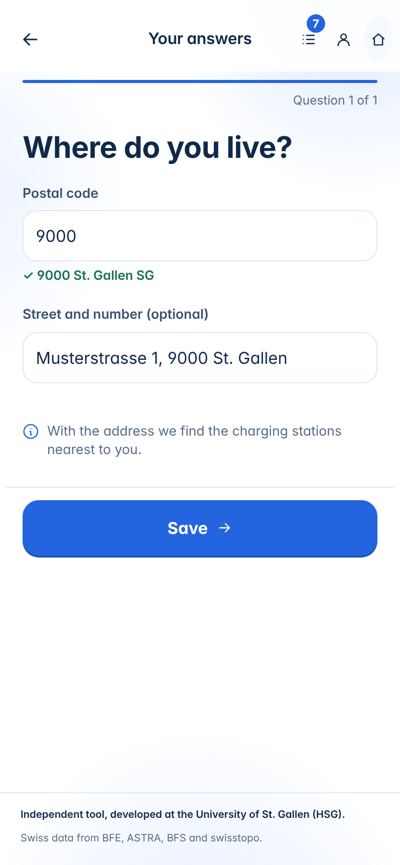 Your answers
7
Question 1 of 1
Where do you live?
Postal code
9000
✓ 9000 St. Gallen SG
Street and number (optional)
Musterstrasse 1, 9000 St. Gallen
With the address we find the charging stations
nearest to you.
Save →
Independent tool, developed at the University of St. Gallen (HSG).
Swiss data from BFE, ASTRA, BFS and swisstopo.